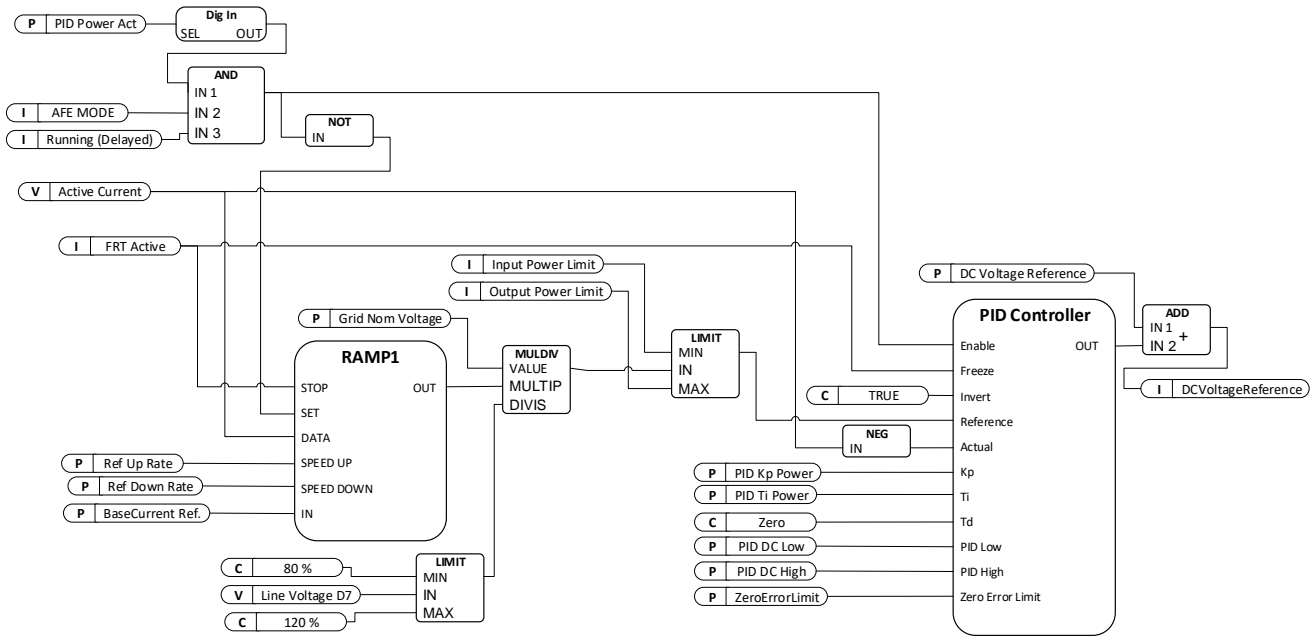 P PID Power Act
Dig In
SEL OUT
AND
IN 1
IN 2
IN 3
I AFE MODE
I Running (Delayed)
NOT
IN
V Active Current
I FRT Active
I Input Power Limit
I Output Power Limit
P Grid Nom Voltage
RAMP1
STOP
OUT
SET
DATA
SPEED UP
SPEED DOWN
IN
P Ref Up Rate
P Ref Down Rate
P BaseCurrent Ref.
MULDIV
VALUE
MULTIP
DIVIS
LIMIT
MIN
IN
MAX
C 80 %
V Line Voltage D7
C 120 %
LIMIT
MIN
IN
MAX
P DC Voltage Reference
PID Controller
Enable
OUT
Freeze
Invert
Reference
Actual
Kp
Ti
Td
PID Low
PID High
Zero Error Limit
C TRUE
NEG
IN
P PID Kp Power
P PID Ti Power
C Zero
P PID DC Low
P PID DC High
P ZeroErrorLimit
ADD
IN 1
IN 2 +
I DCVoltageReference